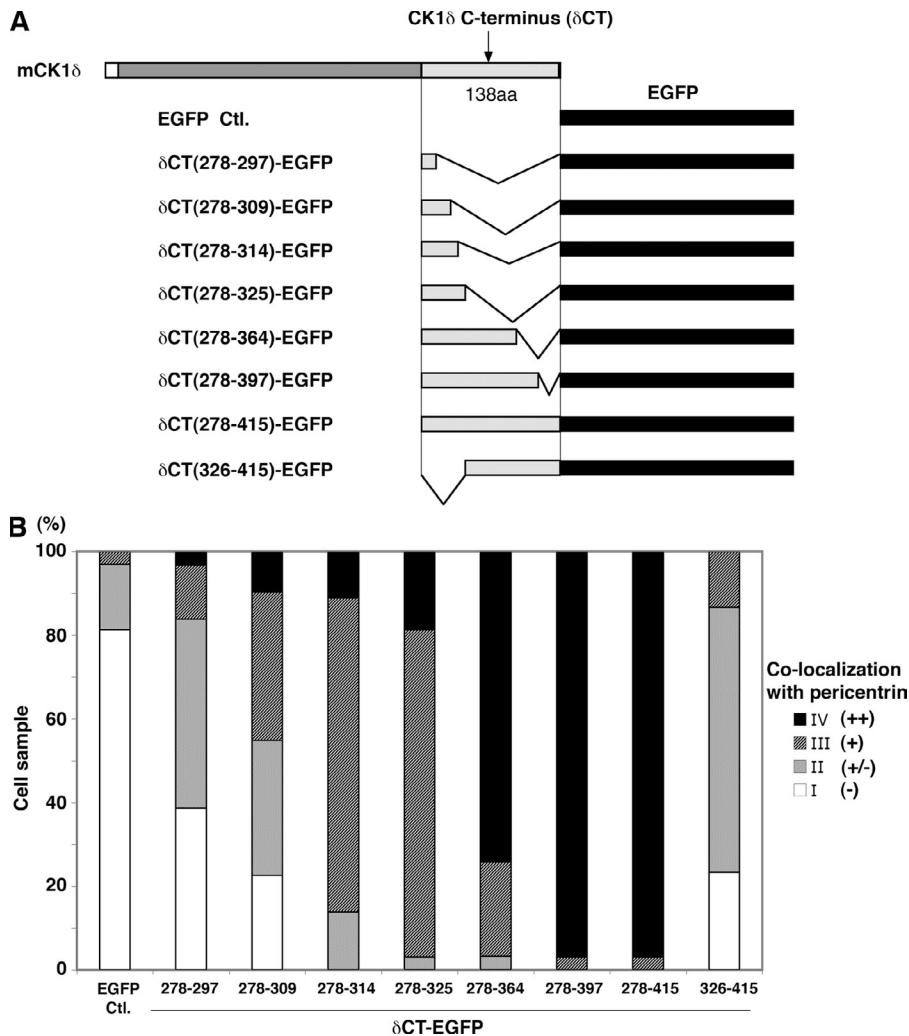 A
CK1δ C-terminus (δCT)
mCK1δ
138aa
EGFP
EGFP Ctl.
δCT(278-297)-EGFP
δCT(278-309)-EGFP
δCT(278-314)-EGFP
δCT(278-325)-EGFP
δCT(278-364)-EGFP
δCT(278-397)-EGFP
δCT(278-415)-EGFP
δCT(326-415)-EGFP
B (%)
100
80
60
40
20
0
Cell sample
Co-localization
with pericentrin
IV (++)
III (+)
II (+/-)
I (-)
EGFP Ctl. 278-297 278-309 278-314 278-325 278-364 278-397 278-415 326-415
δCT-EGFP